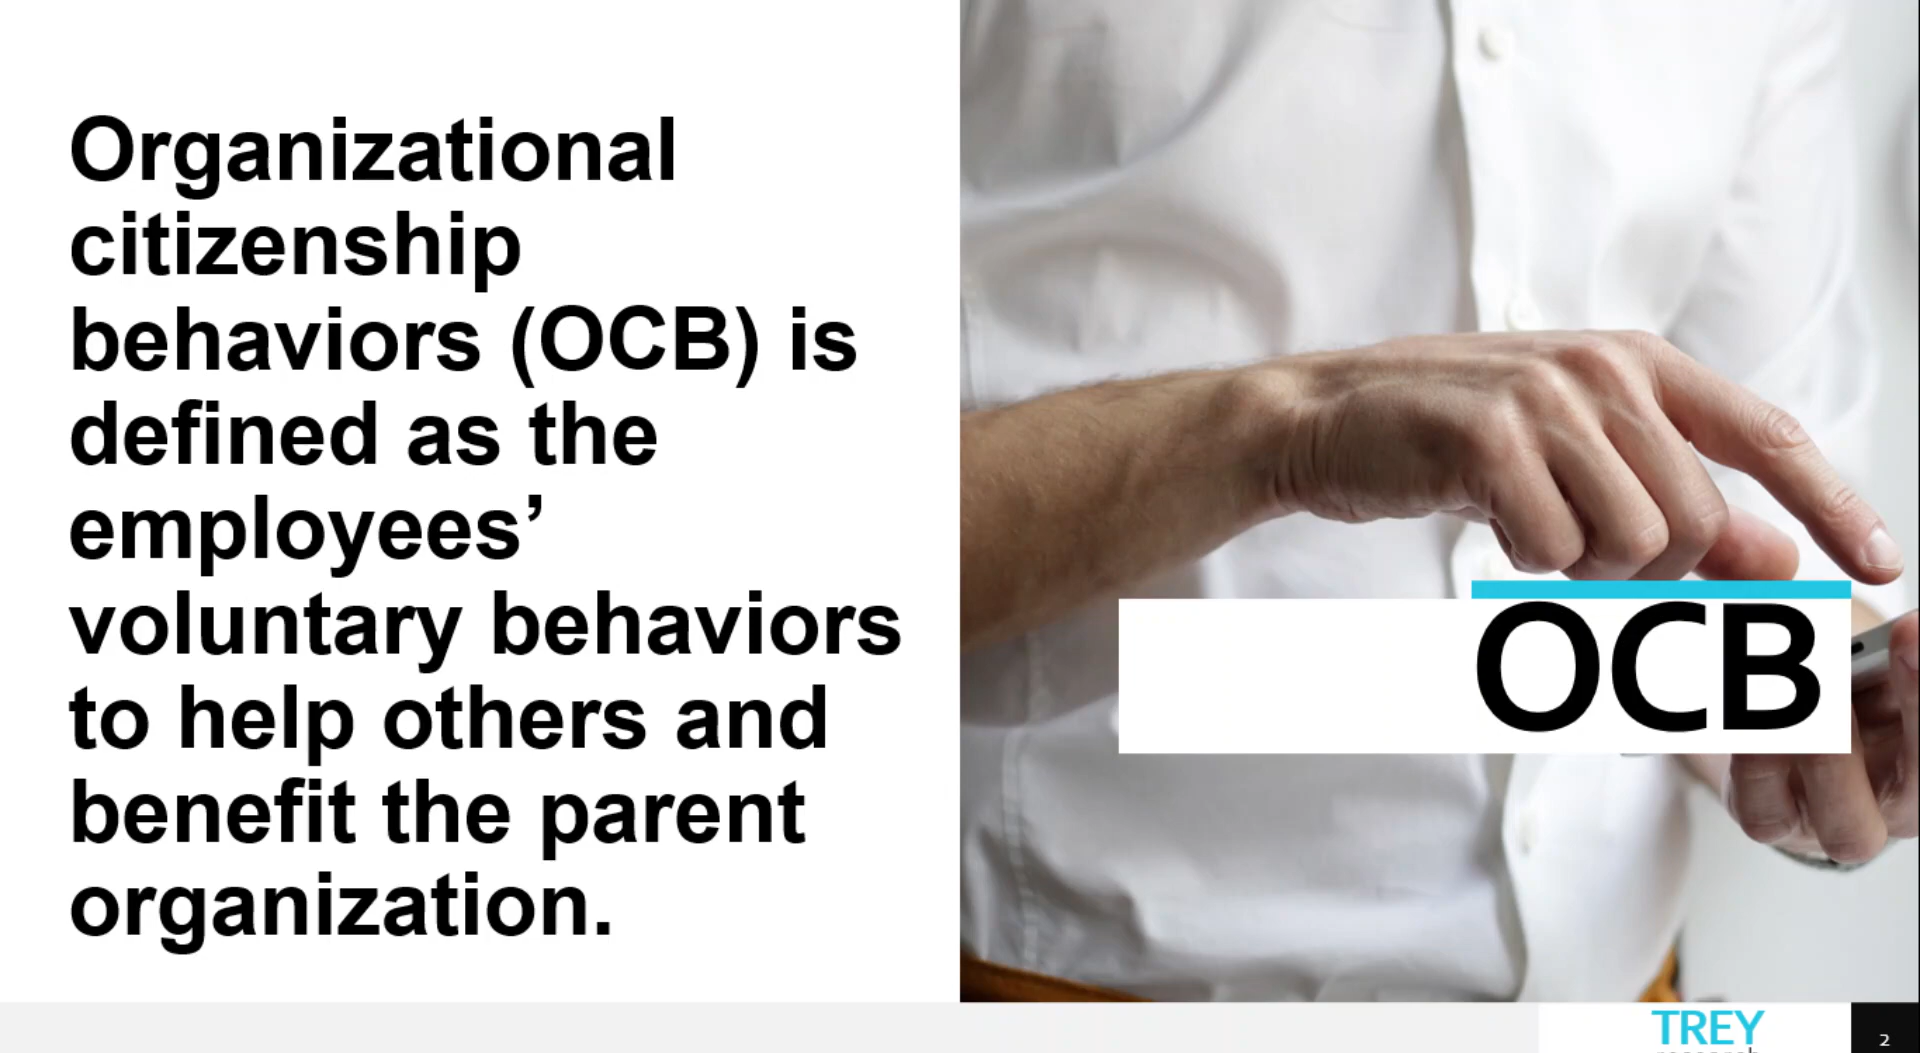 Organizational
citizenship
behaviors (OCB) is
defined as the
employees’
voluntary behaviors
to help others and
benefit the parent
organization.
OCB
TREY
2